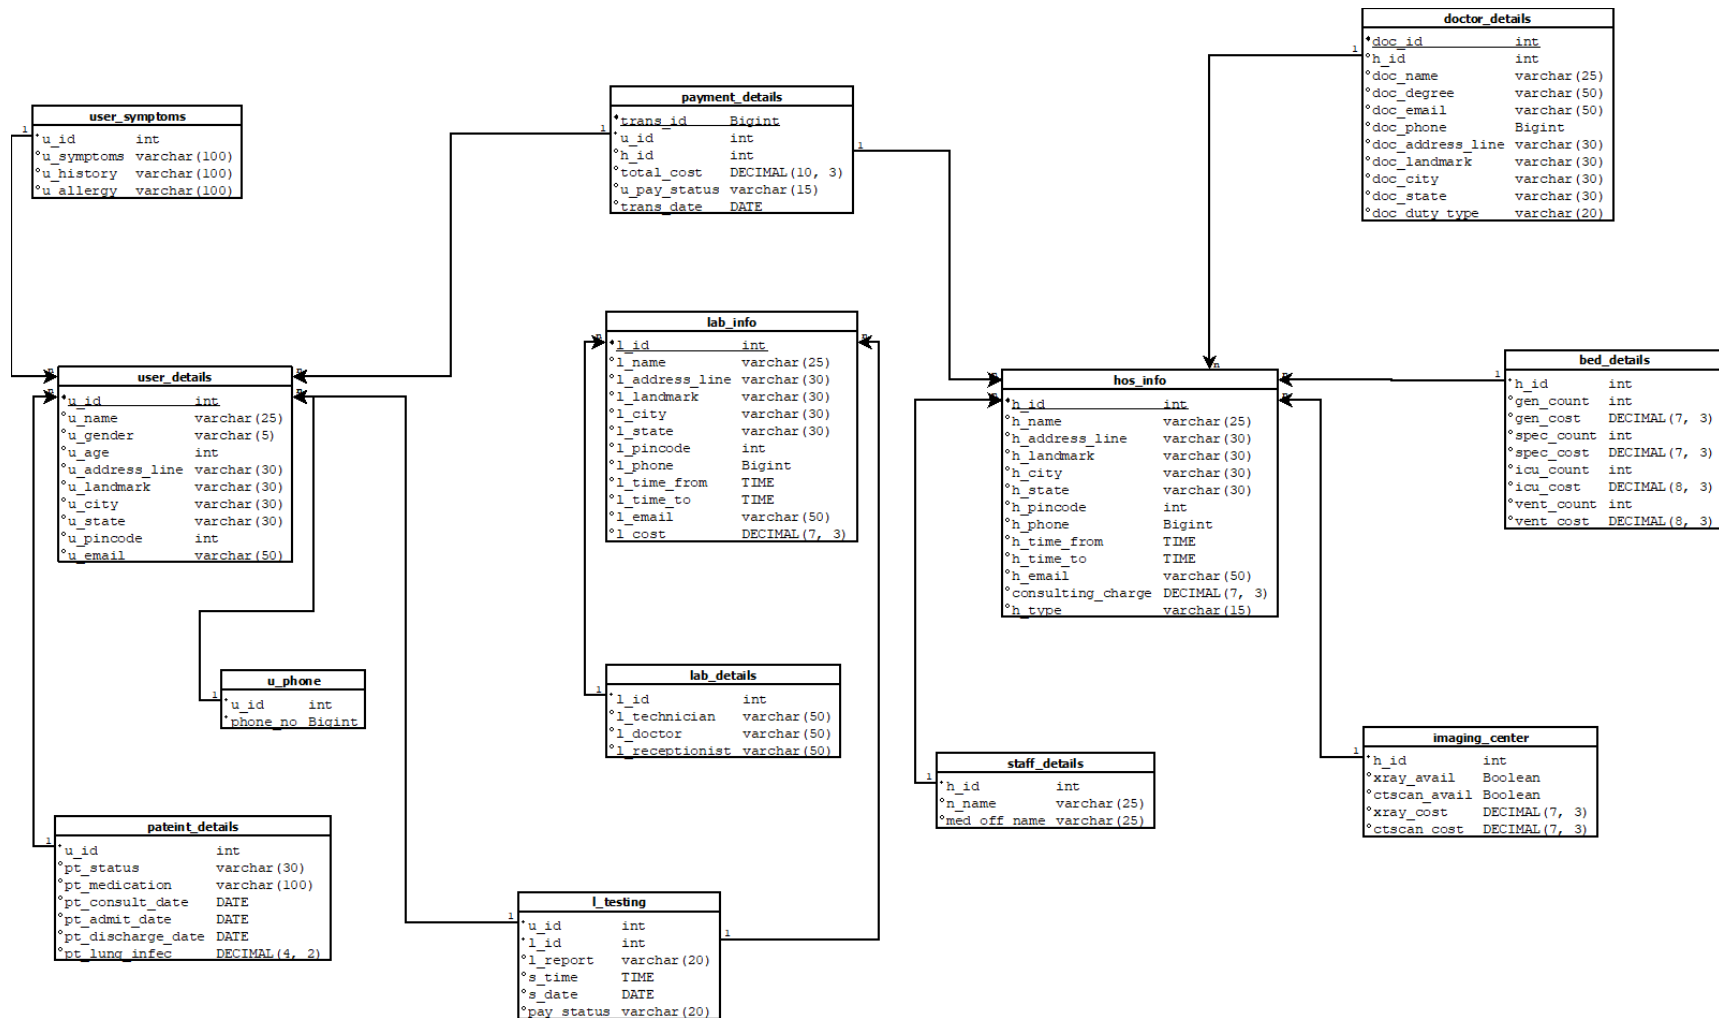 doctor_details
doc_id int
h_id int
doc_name varchar(25)
doc_degree varchar(50)
doc_email varchar(50)
doc_phone Bigint
doc_address_line varchar(30)
doc_landmark varchar(30)
doc_city varchar(30)
doc_state varchar(30)
doc_duty_type varchar(20)
1
payment_details
trans_id Bigint
u_id int
h_id int
total_cost DECIMAL(10, 3)
u_pay_status varchar(15)
trans_date DATE
1
1
user_symptoms
u_id int
u_symptoms varchar(100)
u_history varchar(100)
u_allergy varchar(100)
1
lab_info
l_id int
l_name varchar(25)
l_address_line varchar(30)
l_landmark varchar(30)
l_city varchar(30)
l_state varchar(30)
l_pincode int
l_phone Bigint
l_time_from TIME
l_time_to TIME
l_email varchar(50)
l_cost DECIMAL(7, 3)
n
n
user_details
u_id int
u_name varchar(25)
u_gender varchar(5)
u_age int
u_address_line varchar(30)
u_landmark varchar(30)
u_city varchar(30)
u_state varchar(30)
u_pincode int
u_email varchar(50)
n
n
n
n
hos_info
h_id int
h_name varchar(25)
h_address_line varchar(30)
h_landmark varchar(30)
h_city varchar(30)
h_state varchar(30)
h_pincode int
h_phone Bigint
h_time_from TIME
h_time_to TIME
h_email varchar(50)
consulting_charge DECIMAL(7, 3)
h_type varchar(15)
n
n
n
n
n
bed_details
h_id int
gen_count int
gen_cost DECIMAL(7, 3)
spec_count int
spec_cost DECIMAL(7, 3)
icu_count int
icu_cost DECIMAL(8, 3)
vent_count int
vent_cost DECIMAL(8, 3)
1
u_phone
u_id int
phone_no Bigint
1
lab_details
l_id int
l_technician varchar(50)
l_doctor varchar(50)
l_receptionist varchar(50)
1
staff_details
h_id int
n_name varchar(25)
med_off_name varchar(25)
1
imaging_center
h_id int
xray_avail Boolean
ctscan_avail Boolean
xray_cost DECIMAL(7, 3)
ctscan_cost DECIMAL(7, 3)
1
pateint_details
u_id int
pt_status varchar(30)
pt_medication varchar(100)
pt_consult_date DATE
pt_admit_date DATE
pt_discharge_date DATE
pt_lung_infec DECIMAL(4, 2)
1
l_testing
u_id int
l_id int
l_report varchar(20)
s_time TIME
s_date DATE
pay_status varchar(20)
1
1